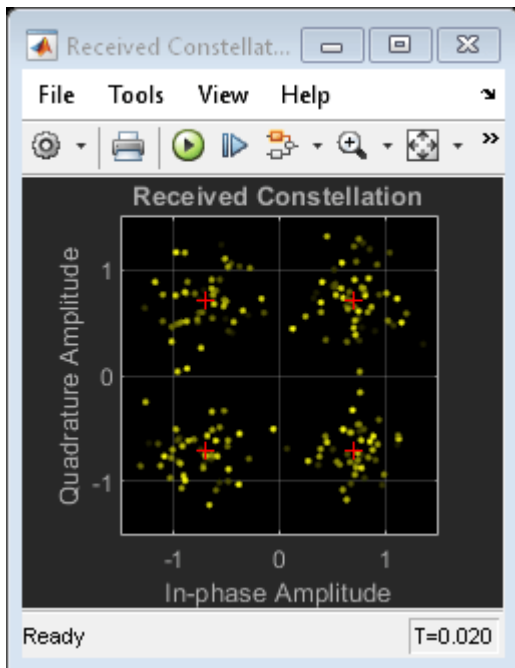 Received Constellat...
File Tools View Help
Received Constellation
Quadrature Amplitude
1
0
-1
-1 0 1
In-phase Amplitude
Ready T=0.020